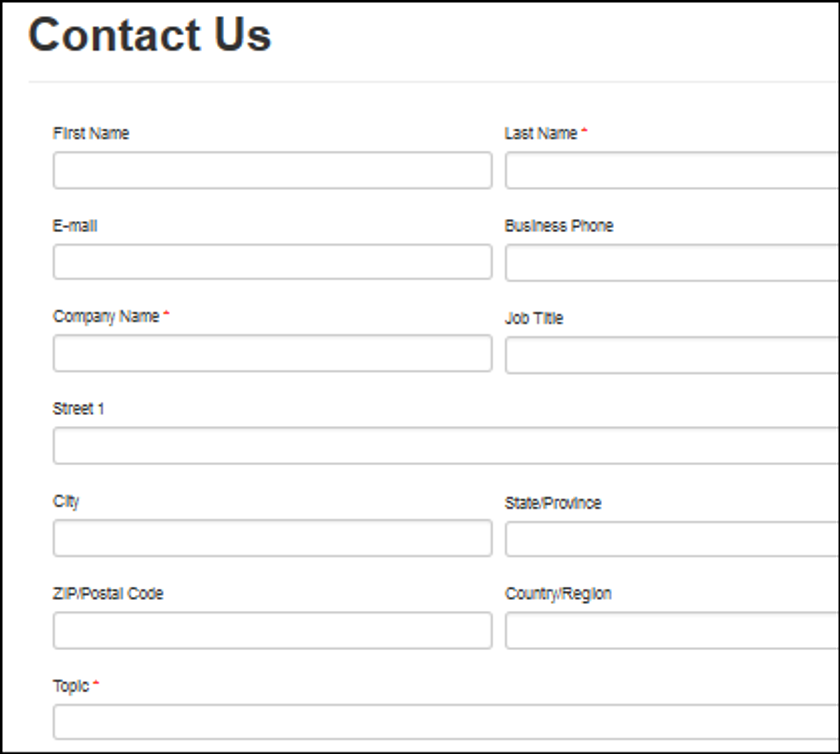 Contact Us
First Name
Last Name *
E-mail
Business Phone
Company Name *
Job Title
Street 1
City
State/Province
ZIP/Postal Code
Country/Region
Topic *